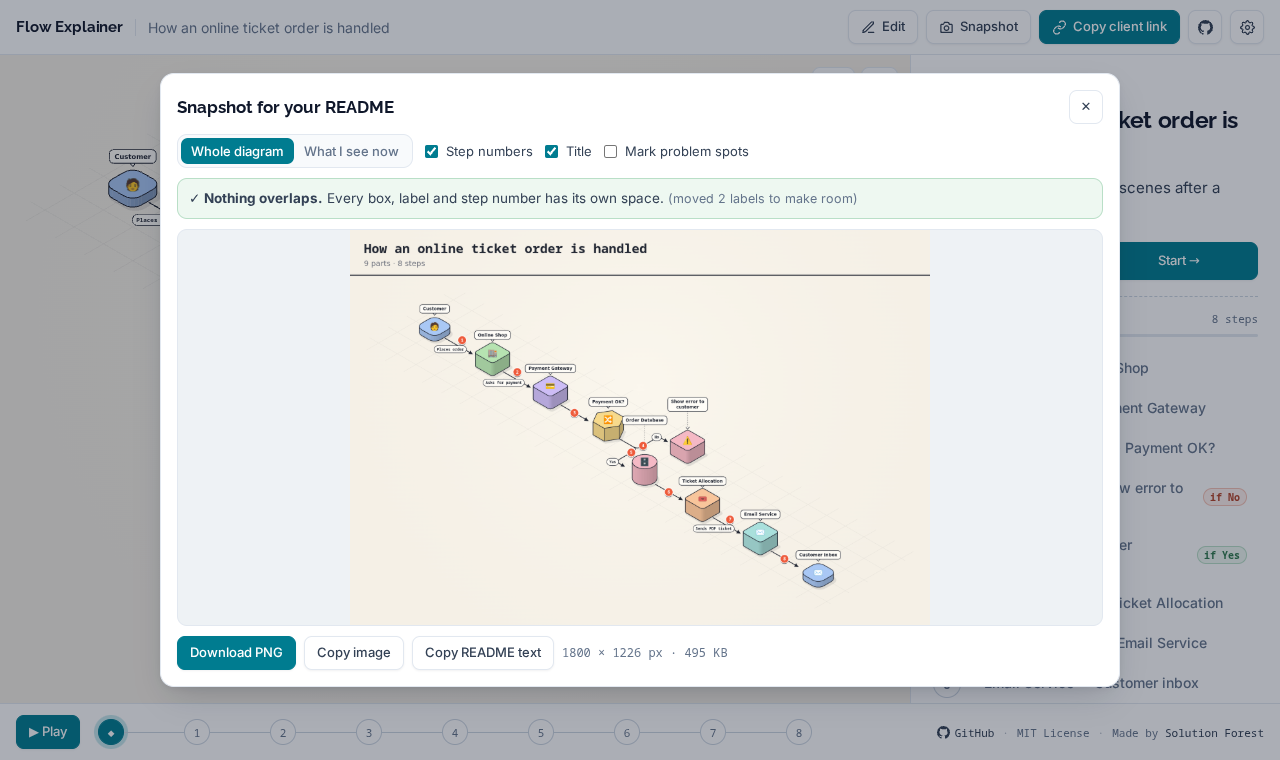 Flow Explainer
How an online ticket order is handled
Edit
Snapshot
Copy client link
Snapshot for your README
×
Whole diagram
What I see now
Step numbers
Title
Mark problem spots
✓ Nothing overlaps. Every box, label and step number has its own space. (moved 2 labels to make room)
How an online ticket order is handled
9 parts · 8 steps
Customer
Online Shop
Places order
Payment Gateway
Asks for payment
Payment OK?
Show error to
customer
Order Database
No
Yes
Ticket Allocation
Email Service
Sends PDF ticket
Customer inbox
Download PNG
Copy image
Copy README text
1800 × 1226 px · 495 KB
Customer
Places
ket order is
scenes after a
Start →
8 steps
Shop
ent Gateway
Payment OK?
w error to
if No
er
if Yes
icket Allocation
Email Service
stomer inbox
▶ Play
1
2
3
4
5
6
7
8
GitHub · MIT License · Made by Solution Forest